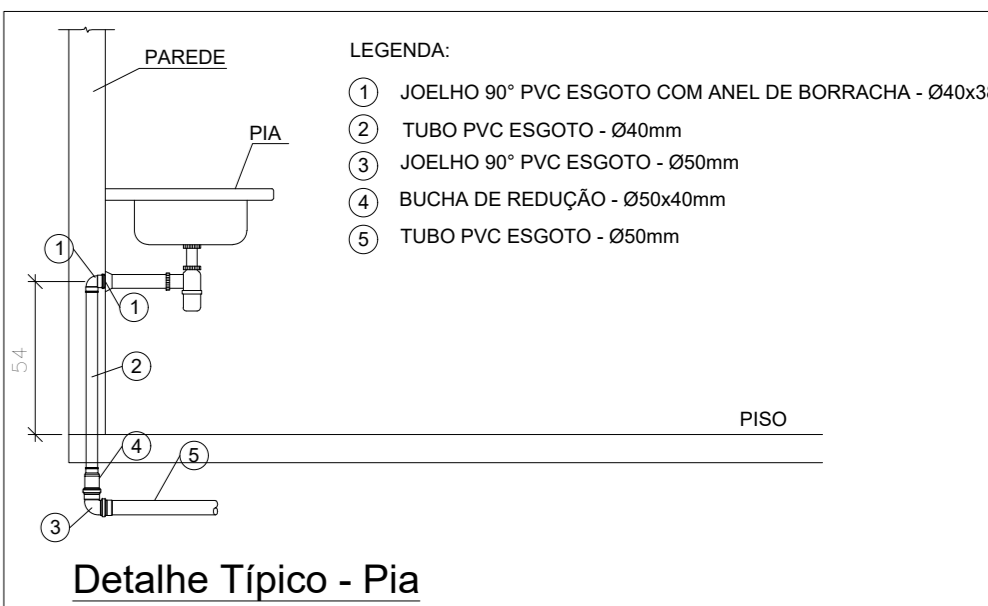 PAREDE
LEGENDA:
1 JOELHO 90° PVC ESGOTO COM ANEL DE BORRACHA - Ø40x38
2 TUBO PVC ESGOTO - Ø40mm
PIA
3 JOELHO 90° PVC ESGOTO - Ø50mm
4 BUCHA DE REDUÇÃO - Ø50x40mm
5 TUBO PVC ESGOTO - Ø50mm
1
1
54
2
PISO
4
5
3
Detalhe Típico - Pia